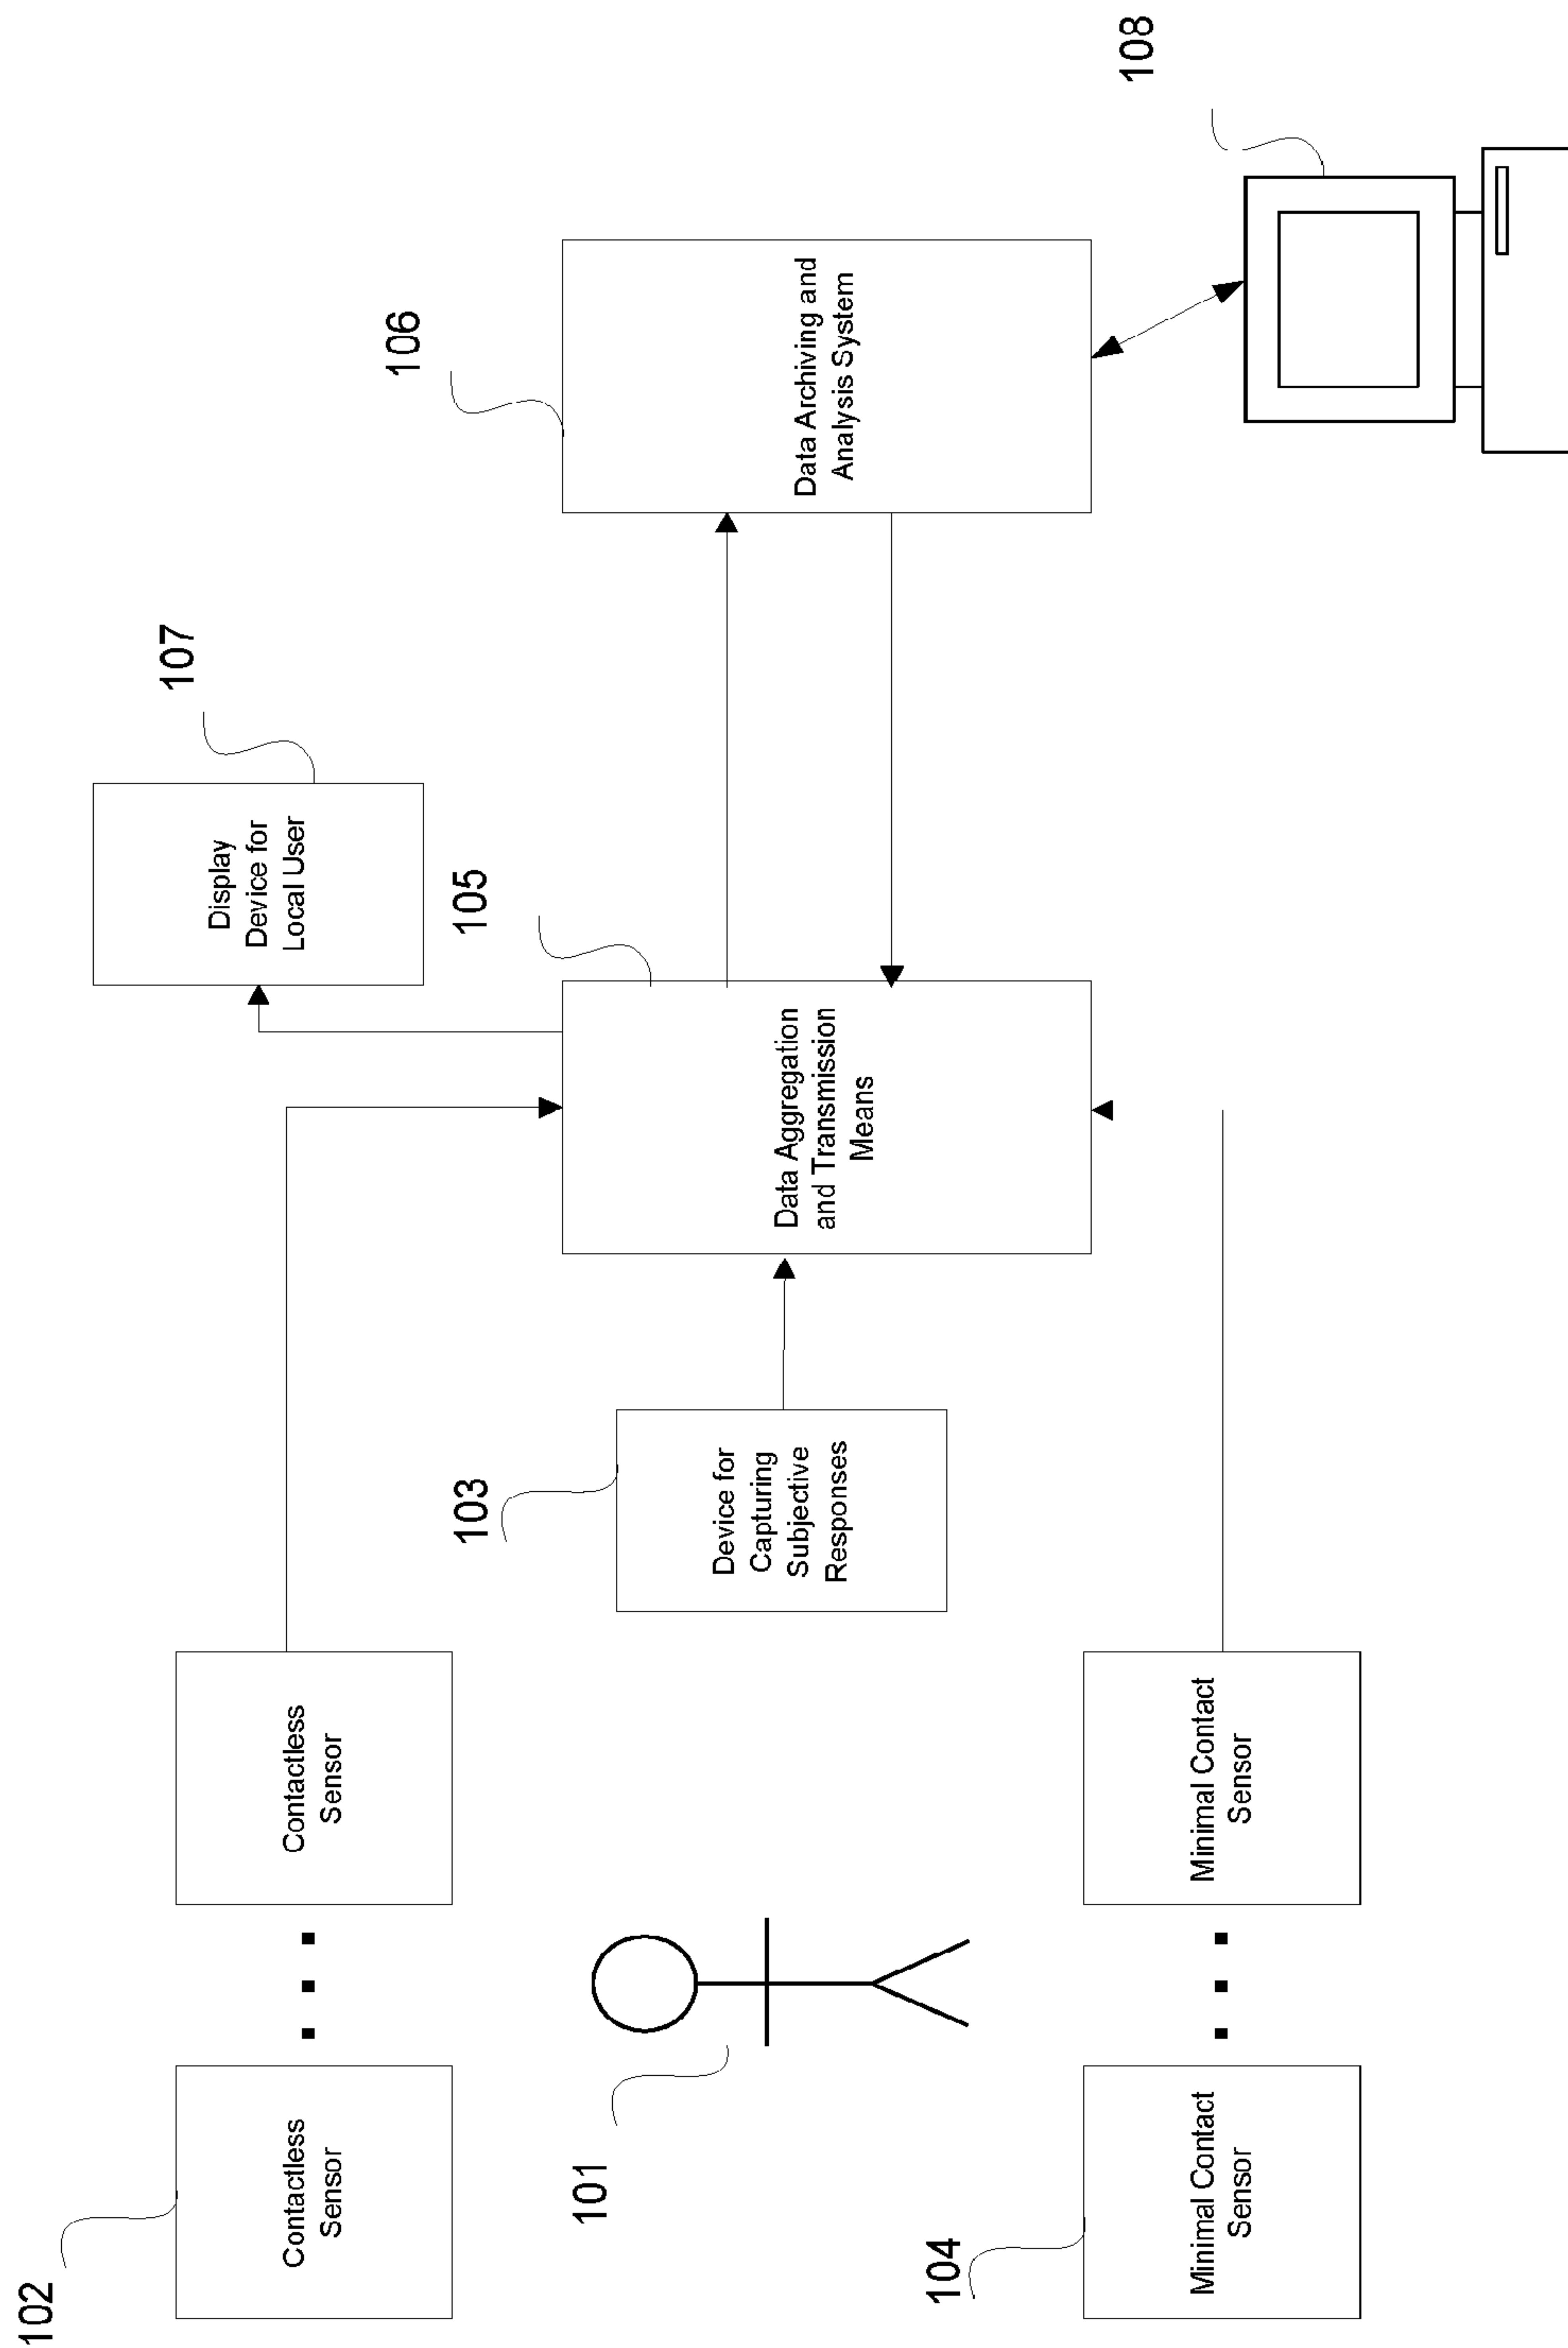 102
Contactless
Sensor
Contactless
Sensor
101
104
Minimal Contact
Sensor
Minimal Contact
Sensor
103
Device for
Capturing
Subjective
Responses
105
Data Aggregation
and Transmission
Means
107
Display
Device for
Local User
106
Data Archiving and
Analysis System
108